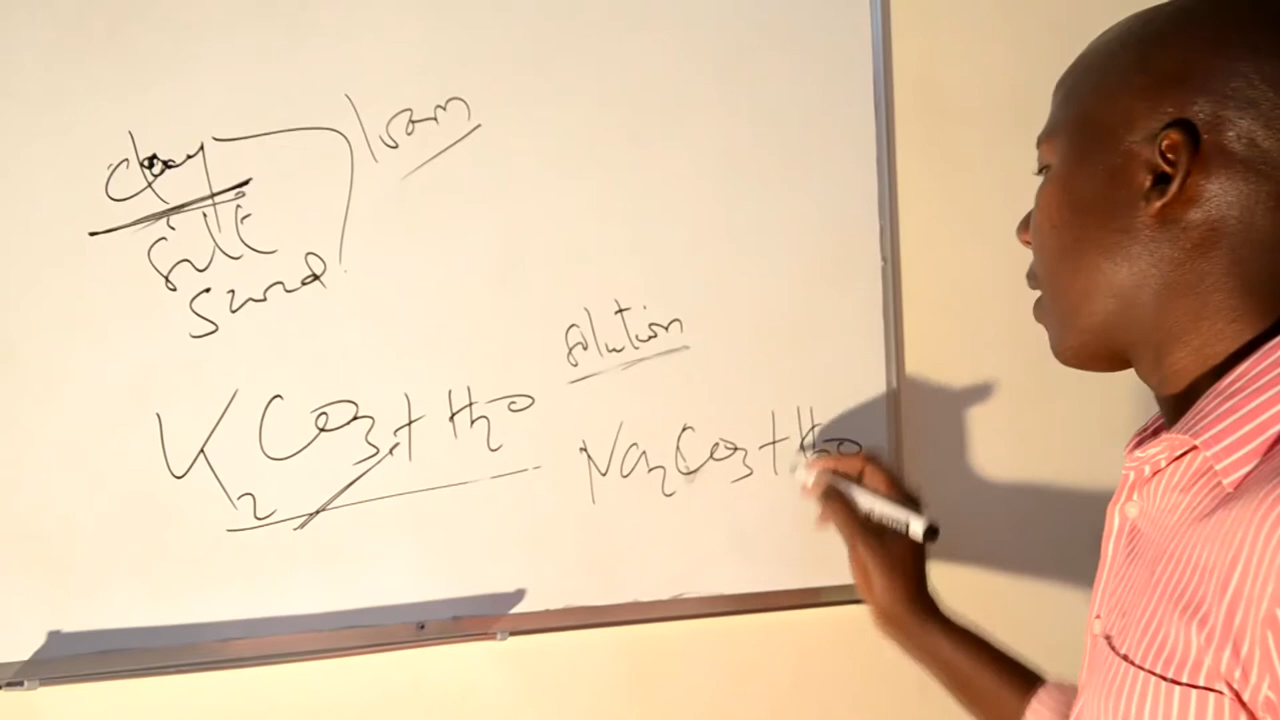 clay loam
silt
sand
solution
K2CO3 + H2O
Na2CO3 + H2O